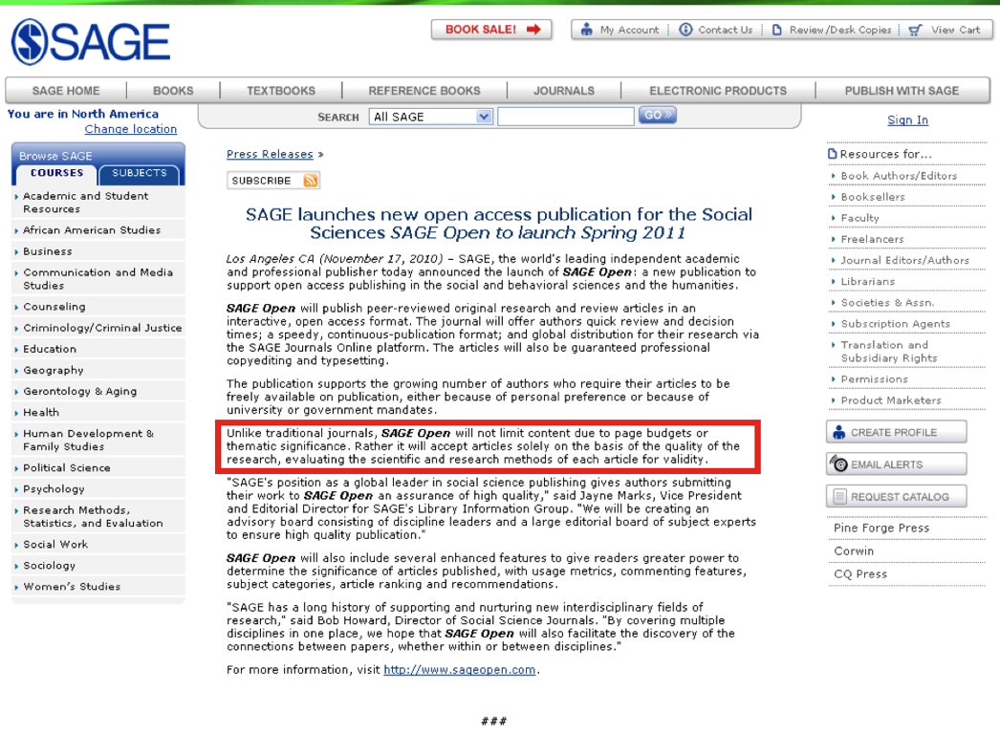 SAGE
BOOK SALE!
My Account
Contact Us
Review/Desk Copies
View Cart
SAGE HOME
BOOKS
TEXTBOOKS
REFERENCE BOOKS
JOURNALS
ELECTRONIC PRODUCTS
PUBLISH WITH SAGE
You are in North America
Change location
SEARCH
All SAGE
GO »
Sign In
Browse SAGE
COURSES
SUBJECTS
Academic and Student
Resources
African American Studies
Business
Communication and Media
Studies
Counseling
Criminology/Criminal Justice
Education
Geography
Gerontology & Aging
Health
Human Development &
Family Studies
Political Science
Psychology
Research Methods,
Statistics, and Evaluation
Social Work
Sociology
Women's Studies
Press Releases »
SUBSCRIBE
SAGE launches new open access publication for the Social
Sciences SAGE Open to launch Spring 2011
Los Angeles CA (November 17, 2010) – SAGE, the world's leading independent academic
and professional publisher today announced the launch of SAGE Open: a new publication to
support open access publishing in the social and behavioral sciences and the humanities.
SAGE Open will publish peer-reviewed original research and review articles in an
interactive, open access format. The journal will offer authors quick review and decision
times; a speedy, continuous-publication format; and global distribution for their research via
the SAGE Journals Online platform. The articles will also be guaranteed professional
copyediting and typesetting.
The publication supports the growing number of authors who require their articles to be
freely available on publication, either because of personal preference or because of
university or government mandates.
Unlike traditional journals, SAGE Open will not limit content due to page budgets or
thematic significance. Rather it will accept articles solely on the basis of the quality of the
research, evaluating the scientific and research methods of each article for validity.
"SAGE's position as a global leader in social science publishing gives authors submitting
their work to SAGE Open an assurance of high quality," said Jayne Marks, Vice President
and Editorial Director for SAGE's Library Information Group. "We will be creating an
advisory board consisting of discipline leaders and a large editorial board of subject experts
to ensure high quality publication."
SAGE Open will also include several enhanced features to give readers greater power to
determine the significance of articles published, with usage metrics, commenting features,
subject categories, article ranking and recommendations.
"SAGE has a long history of supporting and nurturing new interdisciplinary fields of
research," said Bob Howard, Director of Social Science Journals. "By covering multiple
disciplines in one place, we hope that SAGE Open will also facilitate the discovery of the
connections between papers, whether within or between disciplines."
For more information, visit http://www.sageopen.com.
###
Resources for...
Book Authors/Editors
Booksellers
Faculty
Freelancers
Journal Editors/Authors
Librarians
Societies & Assn.
Subscription Agents
Translation and
Subsidiary Rights
Permissions
Product Marketers
CREATE PROFILE
EMAIL ALERTS
REQUEST CATALOG
Pine Forge Press
Corwin
CQ Press